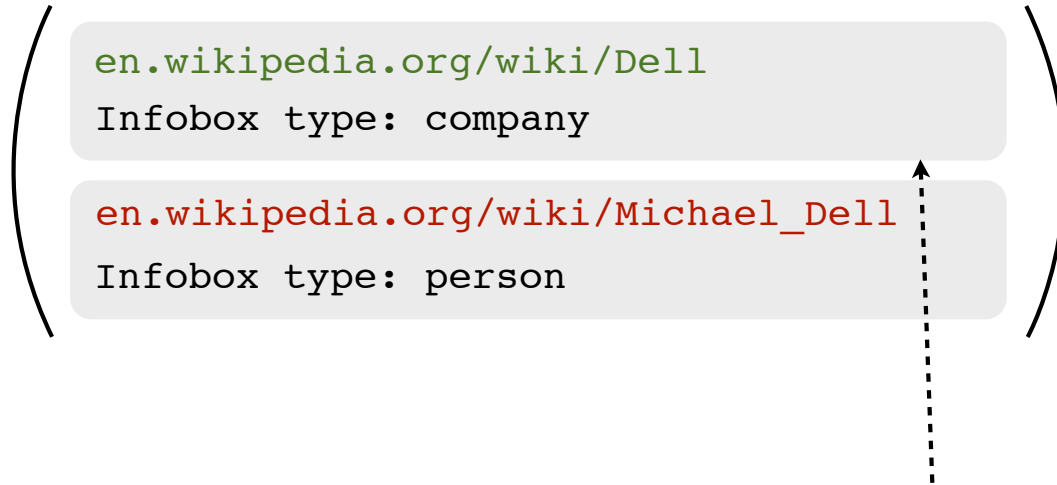 en.wikipedia.org/wiki/Dell
Infobox type: company
en.wikipedia.org/wiki/Michael_Dell
Infobox type: person